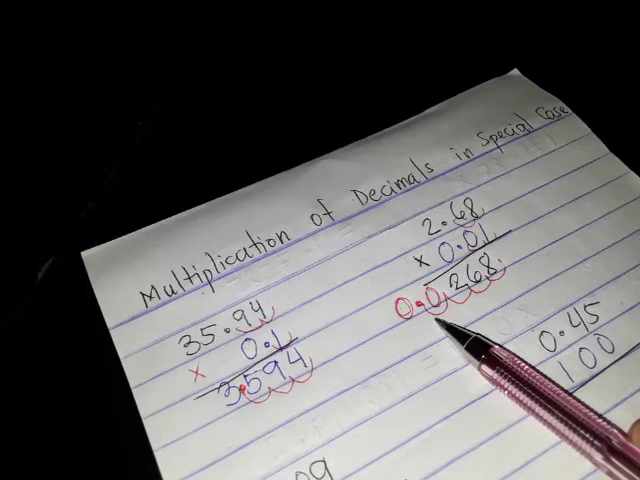 Multiplication of Decimals in Special Case
35.94
x 0.1
3.594
2.68
x 0.01
0.0268
0.45
100
09